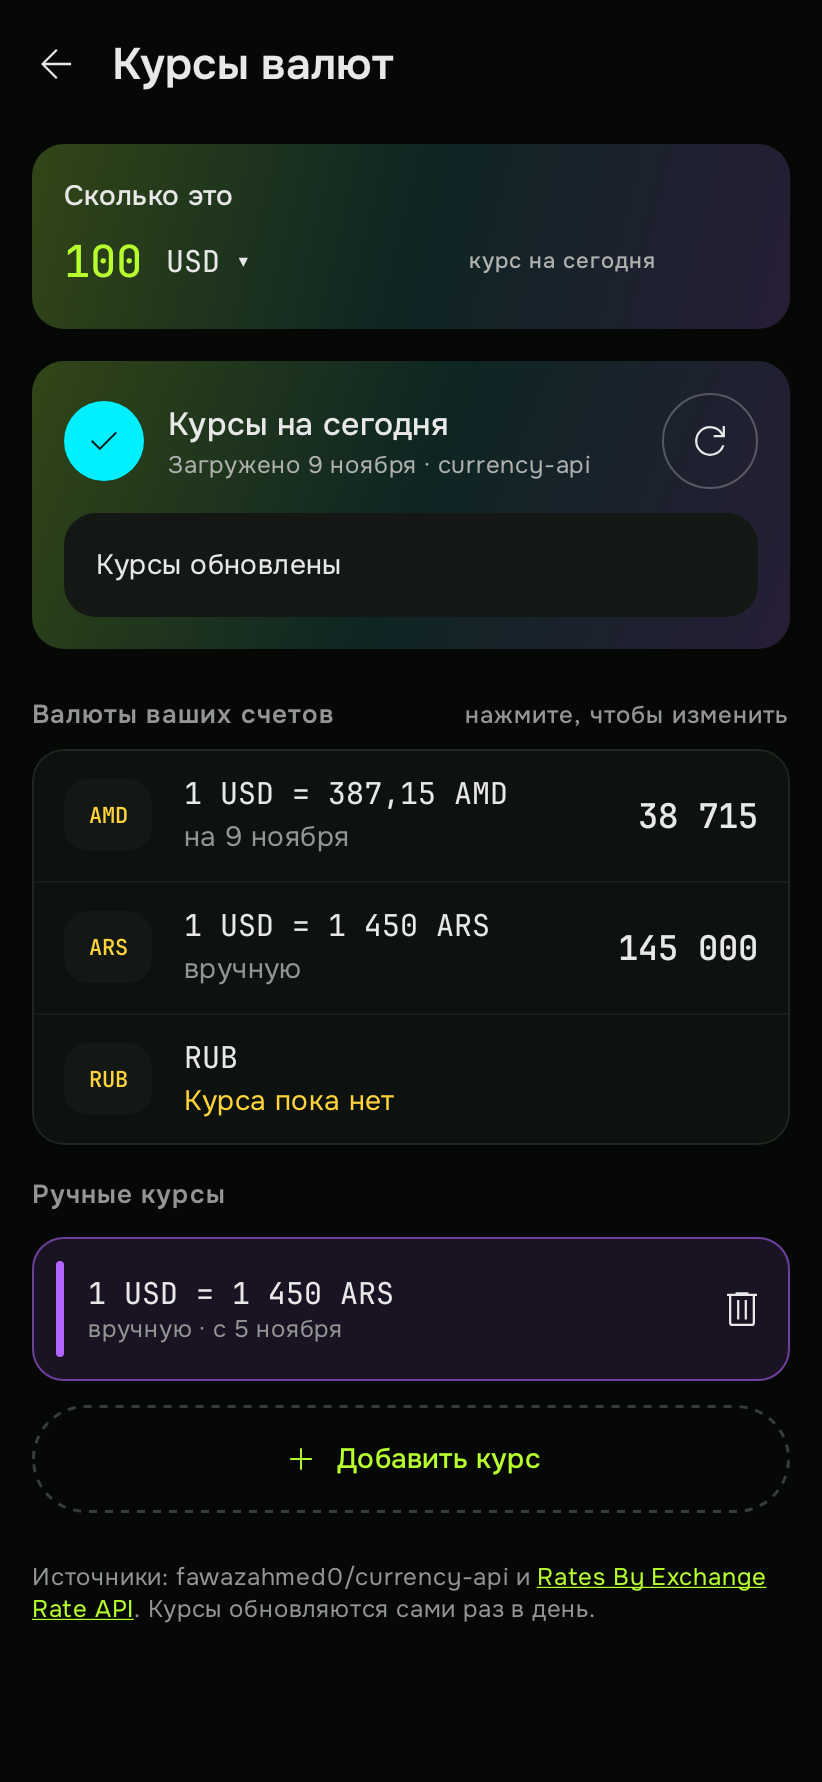 Курсы валют
Сколько это
100 USD ▾
курс на сегодня
Курсы на сегодня
Загружено 9 ноября · currency-api
Курсы обновлены
Валюты ваших счетов
нажмите, чтобы изменить
AMD
1 USD = 387,15 AMD
на 9 ноября
38 715
ARS
1 USD = 1 450 ARS
вручную
145 000
RUB
RUB
Курса пока нет
Ручные курсы
1 USD = 1 450 ARS
вручную · с 5 ноября
Добавить курс
Источники: fawazahmed0/currency-api и Rates By Exchange
Rate API. Курсы обновляются сами раз в день.